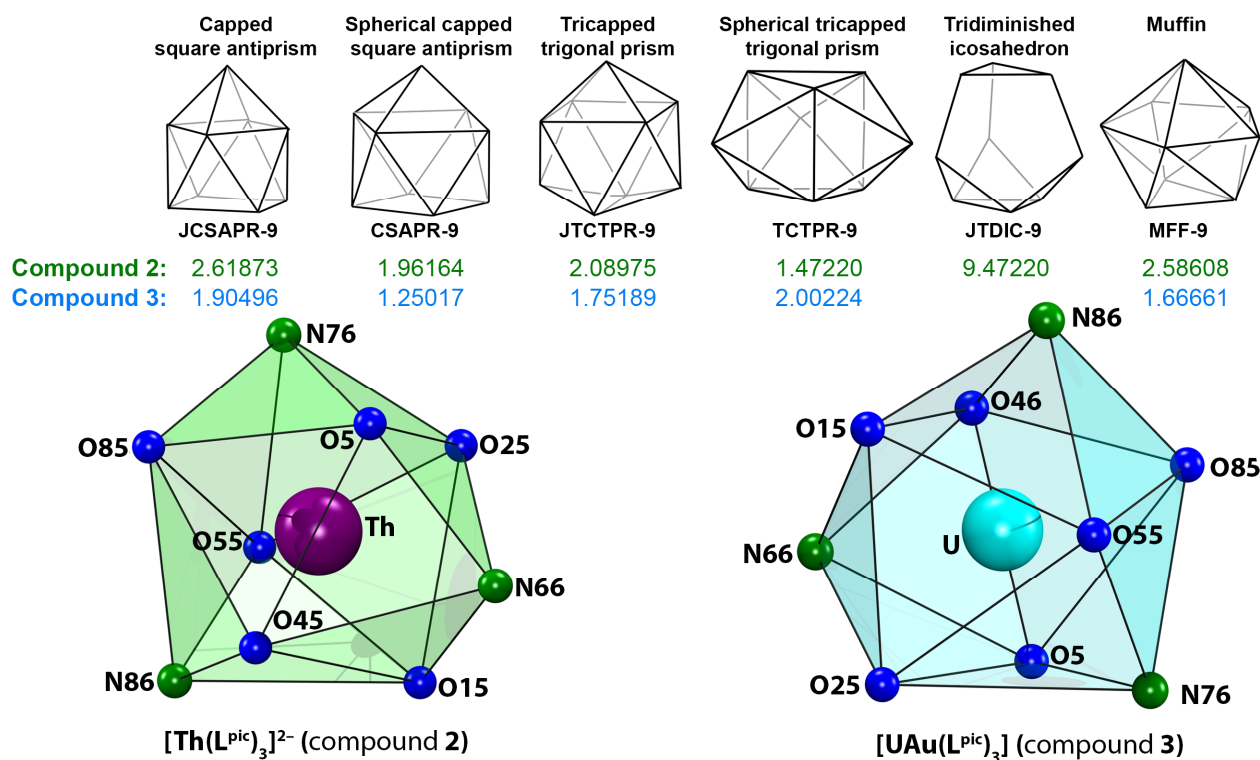 Capped square antiprism
Spherical capped square antiprism
Tricapped trigonal prism
Spherical tricapped trigonal prism
Tridiminished icosahedron
Muffin
JCSAPR-9 CSAPR-9 JTCTPR-9 TCTPR-9 JTDIC-9 MFF-9
Compound 2: 2.61873 1.96164 2.08975 1.47220 9.47220 2.58608
Compound 3: 1.90496 1.25017 1.75189 2.00224 1.66661
N76
O85
O5
O25
O55
Th
N66
O45
N86
O15
[Th(Lᵖⁱᶜ)₃]²⁻ (compound 2)
N86
O46
O15
O85
N66
U
O55
O5
O25
N76
[UAu(Lᵖⁱᶜ)₃] (compound 3)